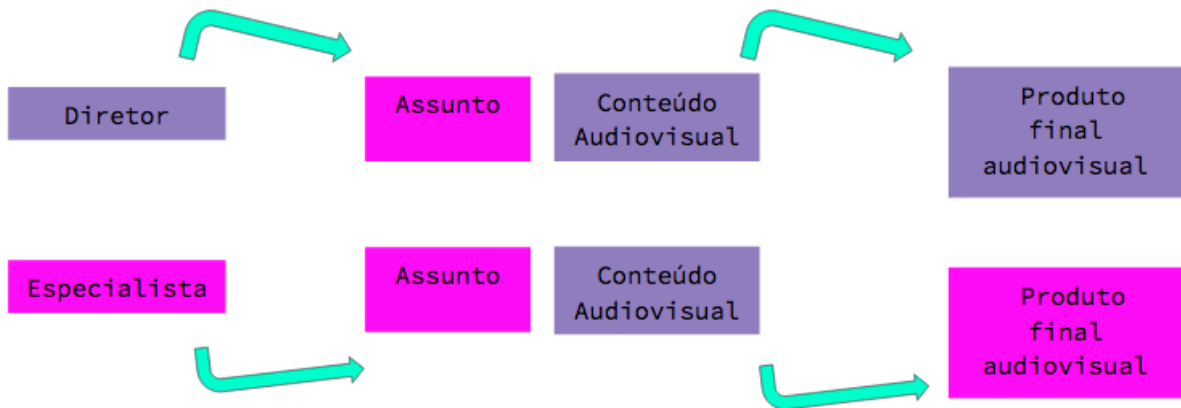 Diretor
Assunto
Conteúdo
Audiovisual
Produto
final
audiovisual
Especialista
Assunto
Conteúdo
Audiovisual
Produto
final
audiovisual